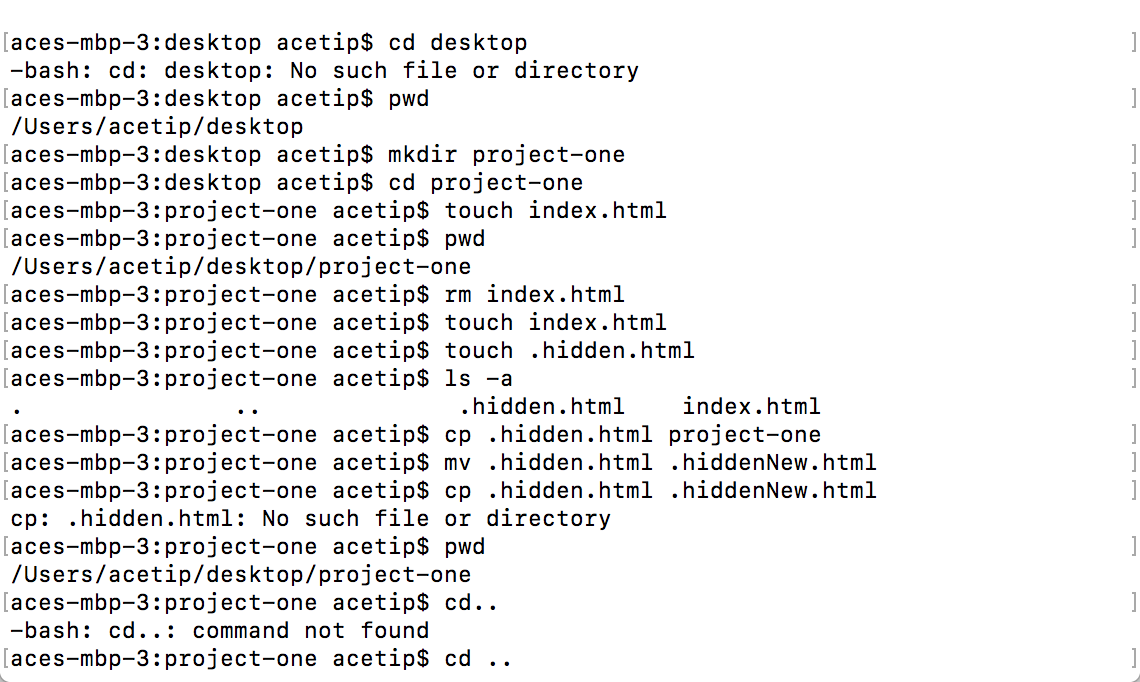 [aces-mbp-3:desktop acetip$ cd desktop ]
-bash: cd: desktop: No such file or directory
[aces-mbp-3:desktop acetip$ pwd ]
/Users/acetip/desktop
[aces-mbp-3:desktop acetip$ mkdir project-one ]
[aces-mbp-3:desktop acetip$ cd project-one ]
[aces-mbp-3:project-one acetip$ touch index.html ]
[aces-mbp-3:project-one acetip$ pwd ]
/Users/acetip/desktop/project-one
[aces-mbp-3:project-one acetip$ rm index.html ]
[aces-mbp-3:project-one acetip$ touch index.html ]
[aces-mbp-3:project-one acetip$ touch .hidden.html ]
[aces-mbp-3:project-one acetip$ ls -a ]
. .. .hidden.html index.html
[aces-mbp-3:project-one acetip$ cp .hidden.html project-one ]
[aces-mbp-3:project-one acetip$ mv .hidden.html .hiddenNew.html ]
[aces-mbp-3:project-one acetip$ cp .hidden.html .hiddenNew.html ]
cp: .hidden.html: No such file or directory
[aces-mbp-3:project-one acetip$ pwd ]
/Users/acetip/desktop/project-one
[aces-mbp-3:project-one acetip$ cd.. ]
-bash: cd..: command not found
[aces-mbp-3:project-one acetip$ cd .. ]